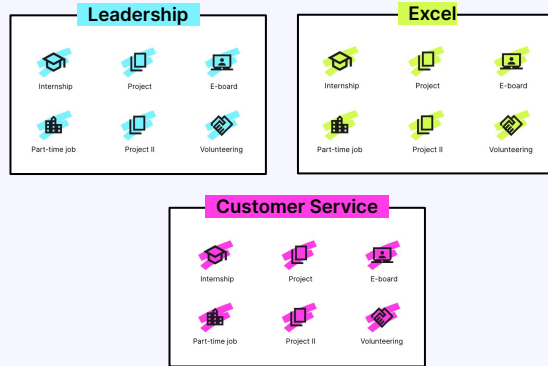 Leadership
Internship
Project
E-board
Part-time job
Project II
Volunteering
Excel
Internship
Project
E-board
Part-time job
Project II
Volunteering
Customer Service
Internship
Project
E-board
Part-time job
Project II
Volunteering